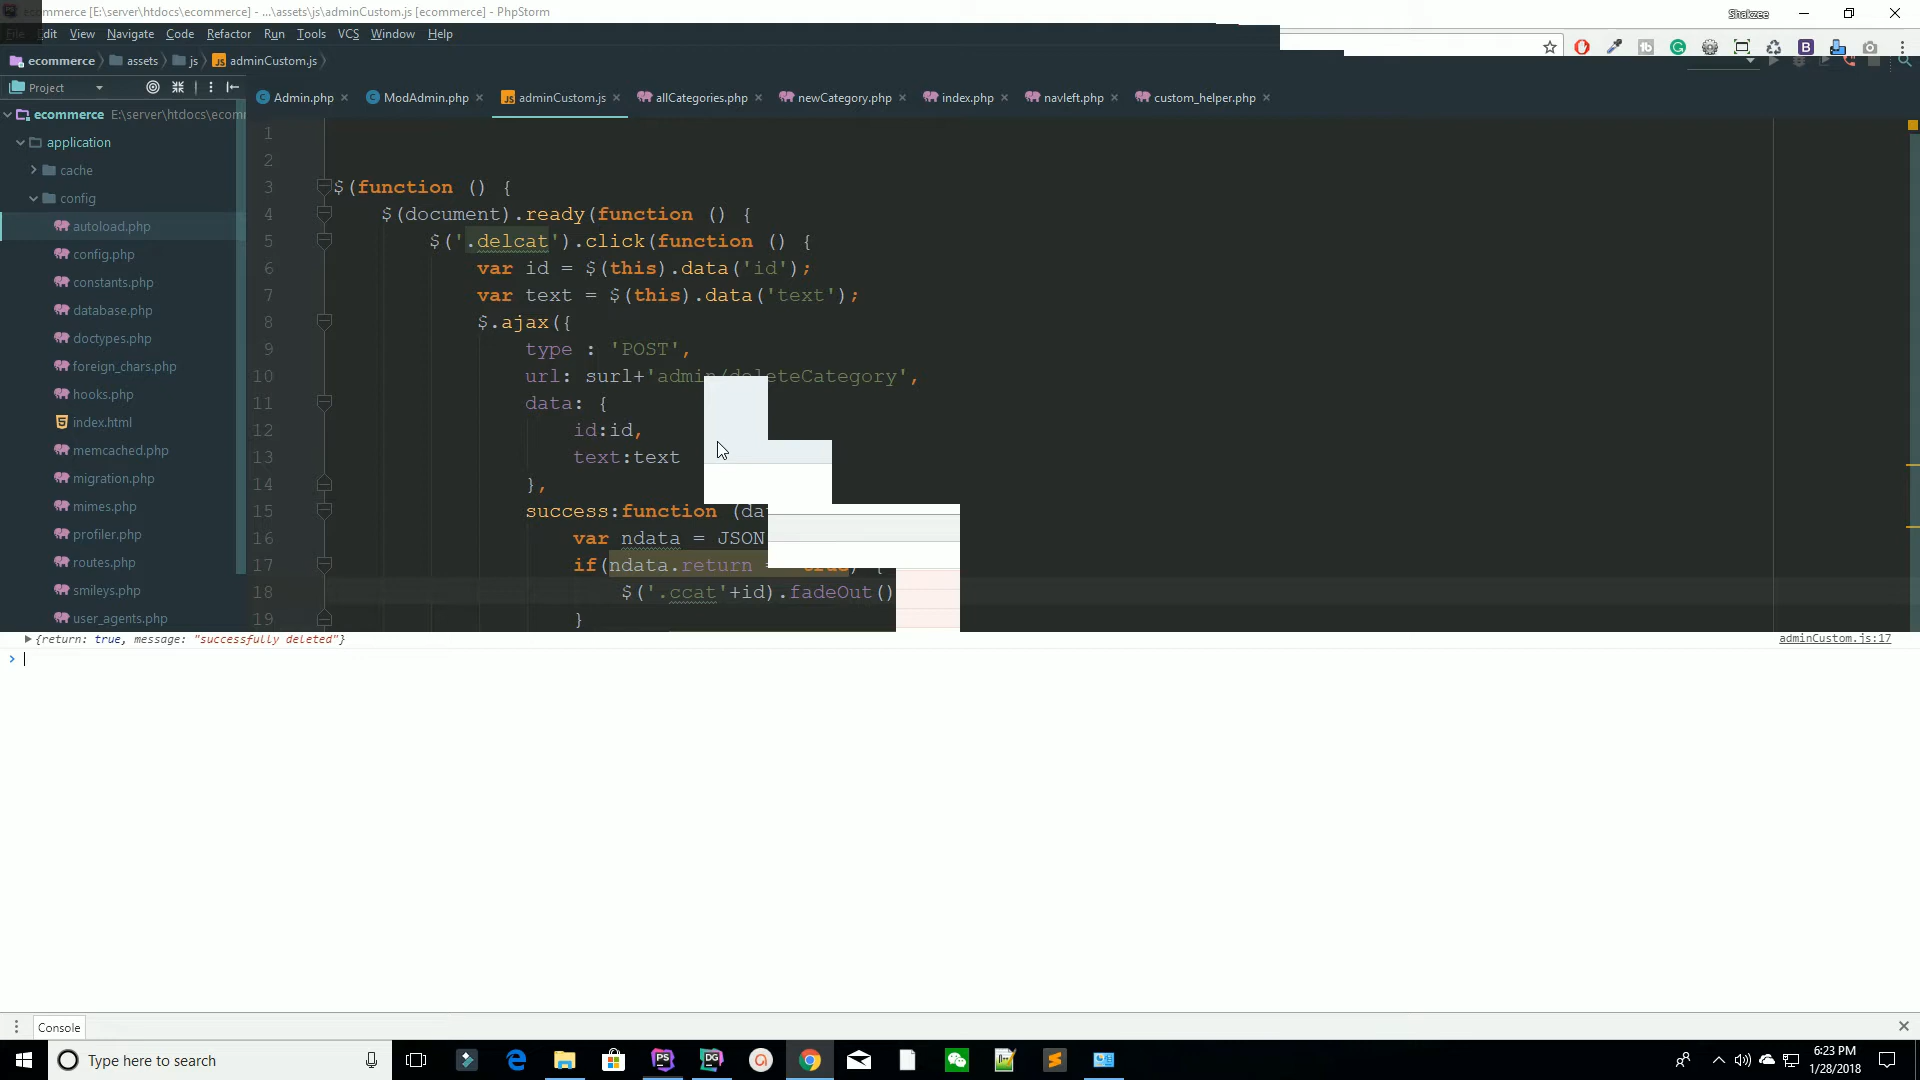 ecommerce [E:\server\htdocs\ecommerce] - ...\assets\js\adminCustom.js [ecommerce] - PhpStorm
Shakzee
File Edit View Navigate Code Refactor Run Tools VCS Window Help
ecommerce assets js adminCustom.js
Project
Admin.php ModAdmin.php adminCustom.js allCategories.php newCategory.php index.php navleft.php custom_helper.php
ecommerce E:\server\htdocs\ecomm
application
cache
config
autoload.php
config.php
constants.php
database.php
doctypes.php
foreign_chars.php
hooks.php
index.html
memcached.php
migration.php
mimes.php
profiler.php
routes.php
smileys.php
user_agents.php
1
2
3 $(function () {
4 $(document).ready(function () {
5 $('.delcat').click(function () {
6 var id = $(this).data('id');
7 var text = $(this).data('text');
8 $.ajax({
9 type : 'POST',
10 url: surl+'admin/deleteCategory',
11 data: {
12 id:id,
13 text:text
14 },
15 success:function (da
16 var ndata = JSON
17 if(ndata.return = true) {
18 $('.ccat'+id).fadeOut()
19 }
{return: true, message: "successfully deleted"}
adminCustom.js:17
>
Console
Type here to search
6:23 PM
1/28/2018